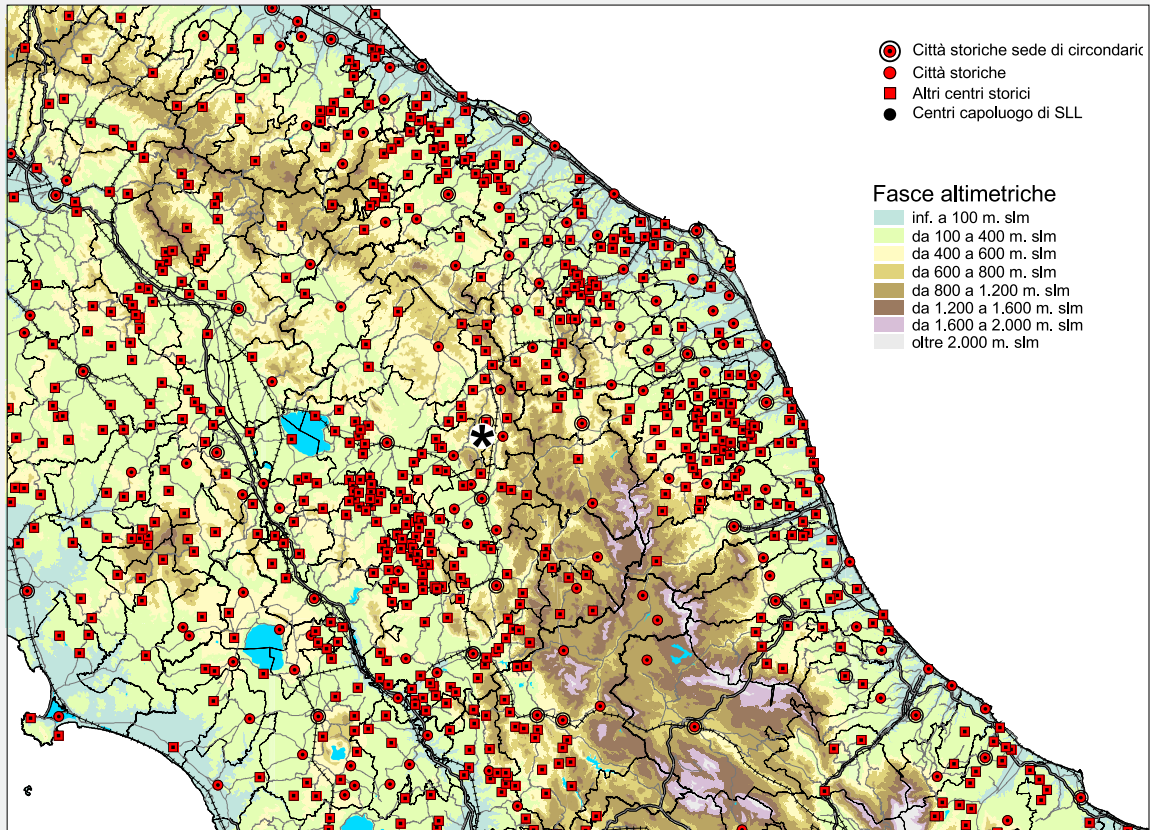 Città storiche sede di circondaric
Città storiche
Altri centri storici
Centri capoluogo di SLL
Fasce altimetriche
inf. a 100 m. slm
da 100 a 400 m. slm
da 400 a 600 m. slm
da 600 a 800 m. slm
da 800 a 1.200 m. slm
da 1.200 a 1.600 m. slm
da 1.600 a 2.000 m. slm
oltre 2.000 m. slm
*